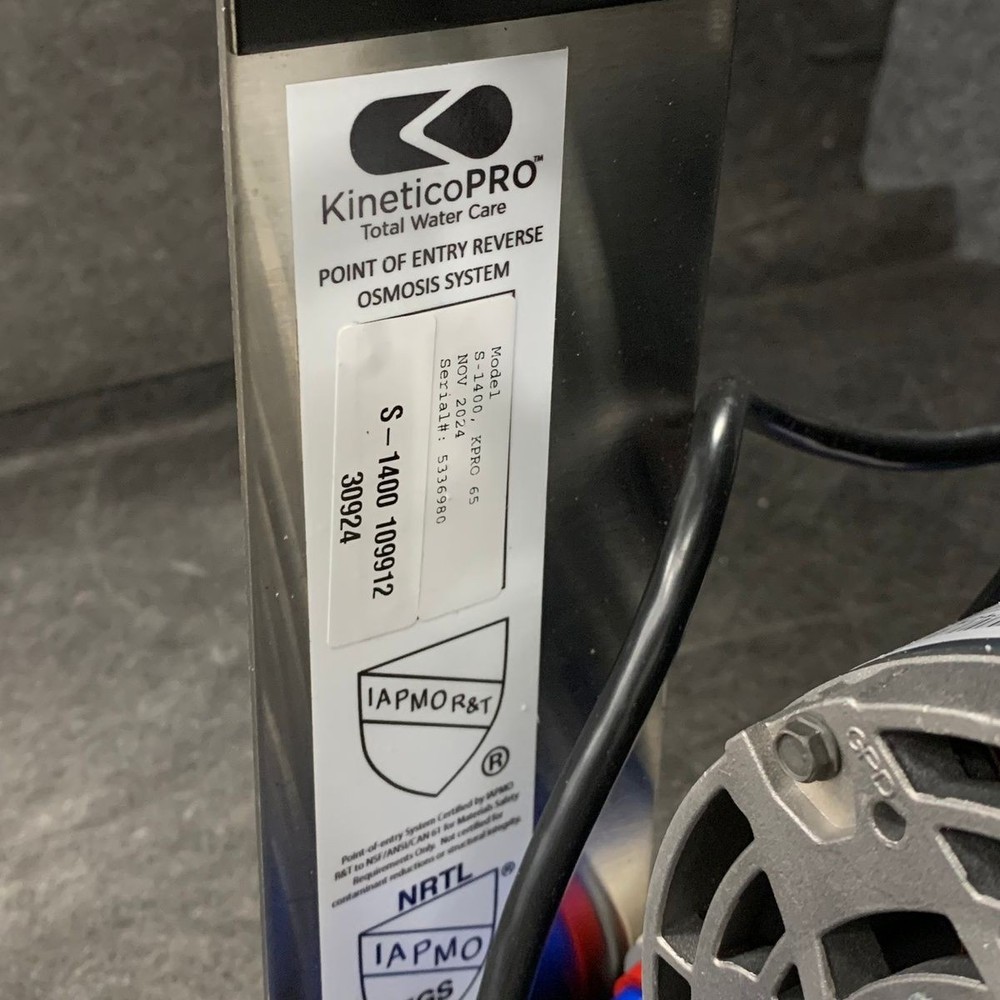 KineticoPRO™
Total Water Care
POINT OF ENTRY REVERSE
OSMOSIS SYSTEM
Model
S-1400, KPRO 65
NOV 2024
Serial#: 5336980
S-1400 109912
30924
IAPMO R&T
®
Point-of-entry System Certified by IAPMO
R&T to NSF/ANSI/CAN 61 for Materials Safety
Requirements Only. Not certified for
contaminant reductions or structural integrity.
NRTL ®
IAPMO
GPD